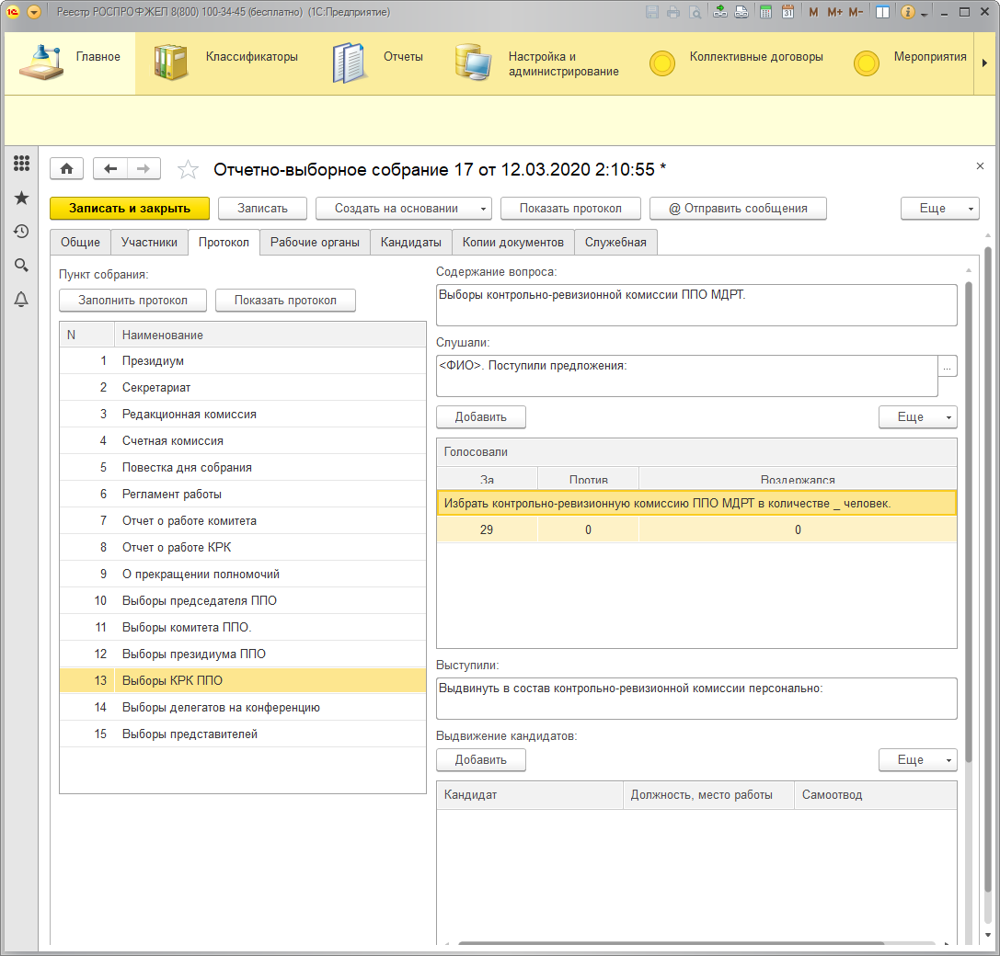 Реестр РОСПРОФЖЕЛ 8(800) 100-34-45 (бесплатно) (1С:Предприятие)
M M+ M-
Главное
Классификаторы
Отчеты
Настройка и
администрирование
Коллективные договоры
Мероприятия
Отчетно-выборное собрание 17 от 12.03.2020 2:10:55 *
Записать и закрыть
Записать
Создать на основании
Показать протокол
@ Отправить сообщения
Еще
Общие
Участники
Протокол
Рабочие органы
Кандидаты
Копии документов
Служебная
Пункт собрания:
Заполнить протокол
Показать протокол
N Наименование
1 Президиум
2 Секретариат
3 Редакционная комиссия
4 Счетная комиссия
5 Повестка дня собрания
6 Регламент работы
7 Отчет о работе комитета
8 Отчет о работе КРК
9 О прекращении полномочий
10 Выборы председателя ППО
11 Выборы комитета ППО.
12 Выборы президиума ППО
13 Выборы КРК ППО
14 Выборы делегатов на конференцию
15 Выборы представителей
Содержание вопроса:
Выборы контрольно-ревизионной комиссии ППО МДРТ.
Слушали:
<ФИО>. Поступили предложения:
...
Добавить
Еще
Голосовали
За Против Воздержался
Избрать контрольно-ревизионную комиссию ППО МДРТ в количестве _ человек.
29 0 0
Выступили:
Выдвинуть в состав контрольно-ревизионной комиссии персонально:
Выдвижение кандидатов:
Добавить
Еще
Кандидат Должность, место работы Самоотвод